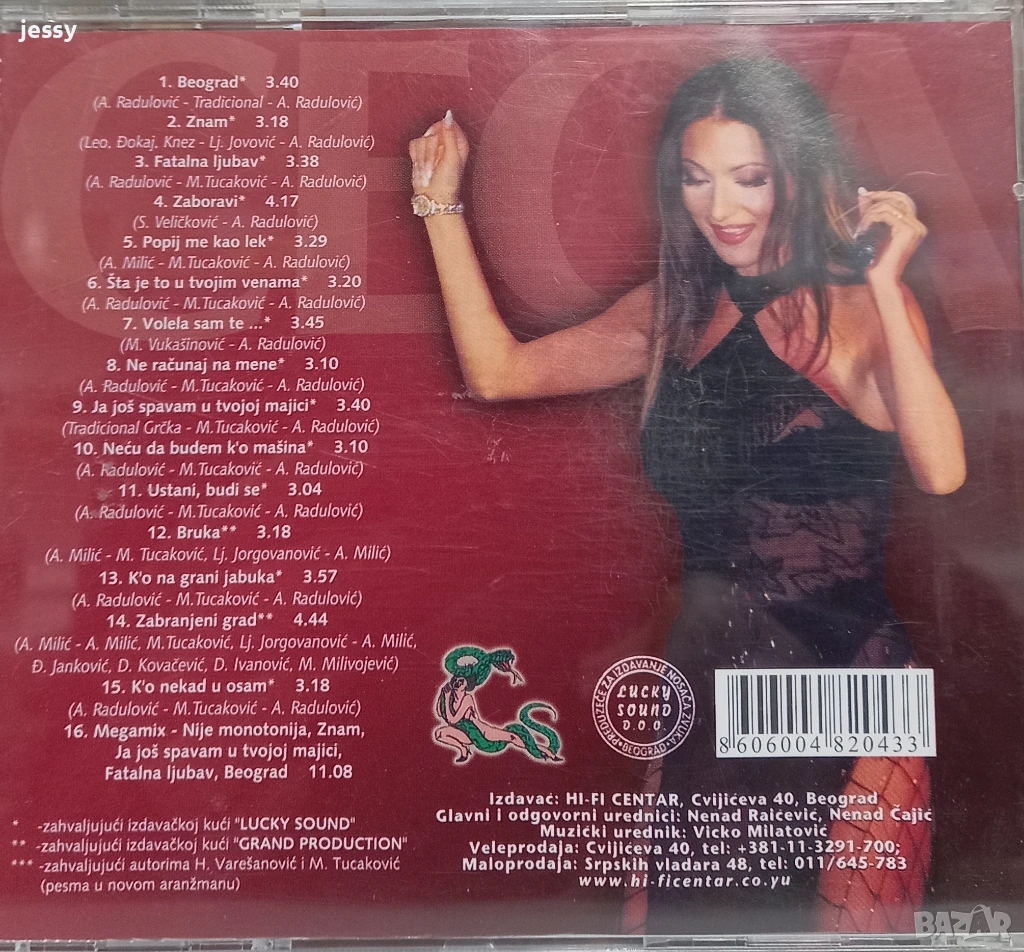 jessy
CECA
1. Beograd* 3.40
(A. Radulović - Tradicional - A. Radulović)
2. Znam* 3.18
(Leo, Đokaj, Knez - Lj. Jovović - A. Radulović)
3. Fatalna ljubav* 3.38
(A. Radulović - M.Tucaković - A. Radulović)
4. Zaboravi* 4.17
(S. Veličković - A. Radulović)
5. Popij me kao lek* 3.29
(A. Milić - M.Tucaković - A. Radulović)
6. Šta je to u tvojim venama* 3.20
(A. Radulović - M.Tucaković - A. Radulović)
7. Volela sam te ...* 3.45
(M. Vukašinović - A. Radulović)
8. Ne računaj na mene* 3.10
(A. Radulović - M.Tucaković - A. Radulović)
9. Ja još spavam u tvojoj majici* 3.40
(Tradicional Grčka - M.Tucaković - A. Radulović)
10. Neću da budem k'o mašina* 3.10
(A. Radulović - M.Tucaković - A. Radulović)
11. Ustani, budi se* 3.04
(A. Radulović - M.Tucaković - A. Radulović)
12. Bruka** 3.18
(A. Milić - M. Tucaković, Lj. Jorgovanović - A. Milić)
13. K'o na grani jabuka* 3.57
(A. Radulović - M.Tucaković - A. Radulović)
14. Zabranjeni grad** 4.44
(A. Milić - A. Milić, M.Tucaković, Lj. Jorgovanović - A. Milić,
Đ. Janković, D. Kovačević, D. Ivanović, M. Milivojević)
15. K'o nekad u osam* 3.18
(A. Radulović - M.Tucaković - A. Radulović)
16. Megamix - Nije monotonija, Znam,
Ja još spavam u tvojoj majici,
Fatalna ljubav, Beograd 11.08
* -zahvaljujući izdavačkoj kući "LUCKY SOUND"
** -zahvaljujući izdavačkoj kući "GRAND PRODUCTION"
*** -zahvaljujući autorima H. Varešanović i M. Tucaković
(pesma u novom aranžmanu)
CS
PREDUZEĆE ZA IZDAVANJE NOSAČA ZVUKA
LUCKY
SOUND
D.O.O.
BEOGRAD
8 606004 820433
Izdavać: HI-FI CENTAR, Cvijićeva 40, Beograd
Glavni i odgovorni urednici: Nenad Raičević, Nenad Čajić
Muzički urednik: Vicko Milatović
Veleprodaja: Cvijićeva 40, tel: +381-11-3291-700;
Maloprodaja: Srpskih vladara 48, tel: 011/645-783
www.hi-ficentar.co.yu
BAZAR